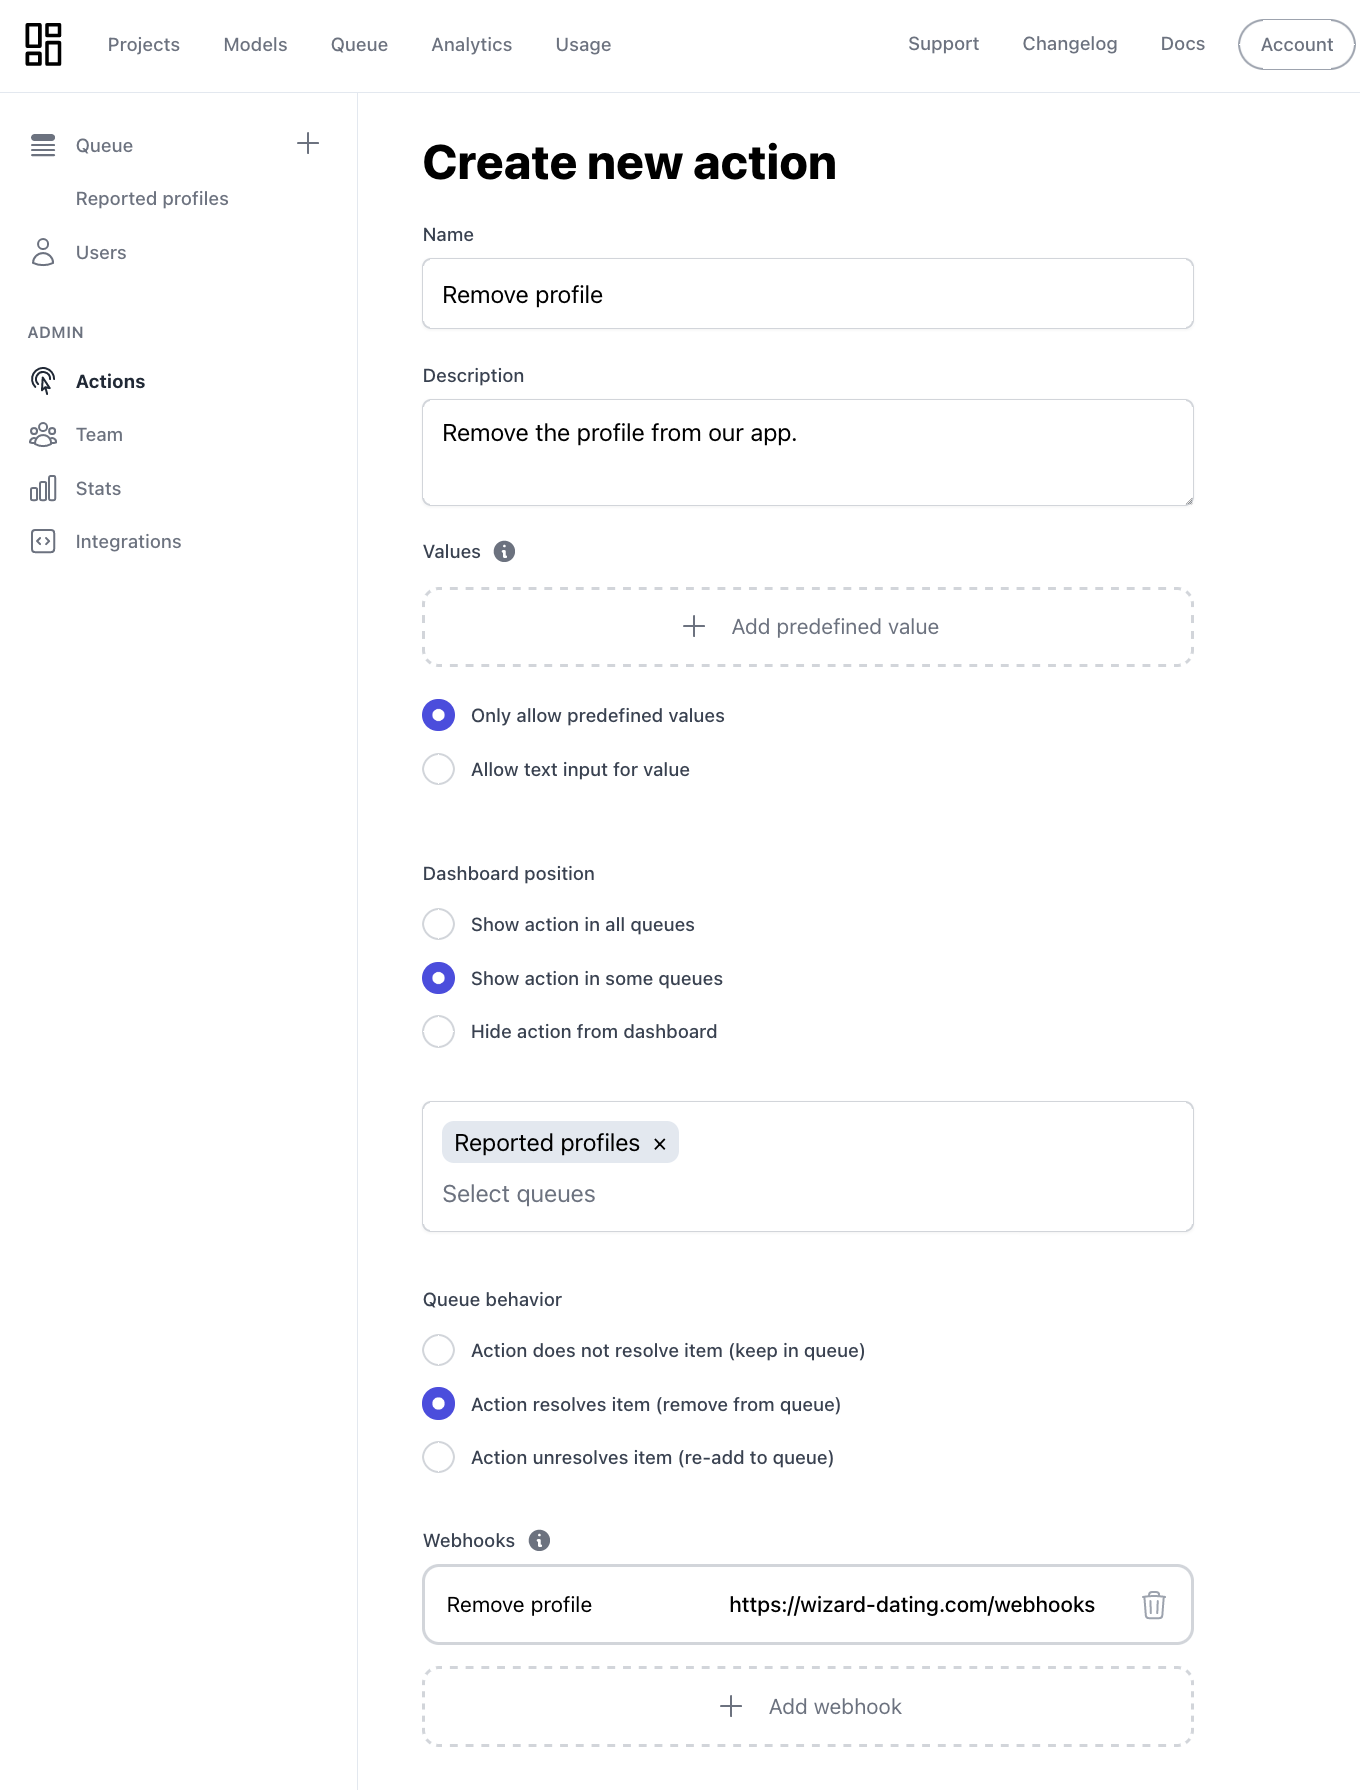 Projects Models Queue Analytics Usage Support Changelog Docs Account
Queue
Reported profiles
Users
ADMIN
Actions
Team
Stats
Integrations
Create new action
Name
Remove profile
Description
Remove the profile from our app.
Values
Add predefined value
Only allow predefined values
Allow text input for value
Dashboard position
Show action in all queues
Show action in some queues
Hide action from dashboard
Reported profiles ×
Select queues
Queue behavior
Action does not resolve item (keep in queue)
Action resolves item (remove from queue)
Action unresolves item (re-add to queue)
Webhooks
Remove profile https://wizard-dating.com/webhooks
Add webhook